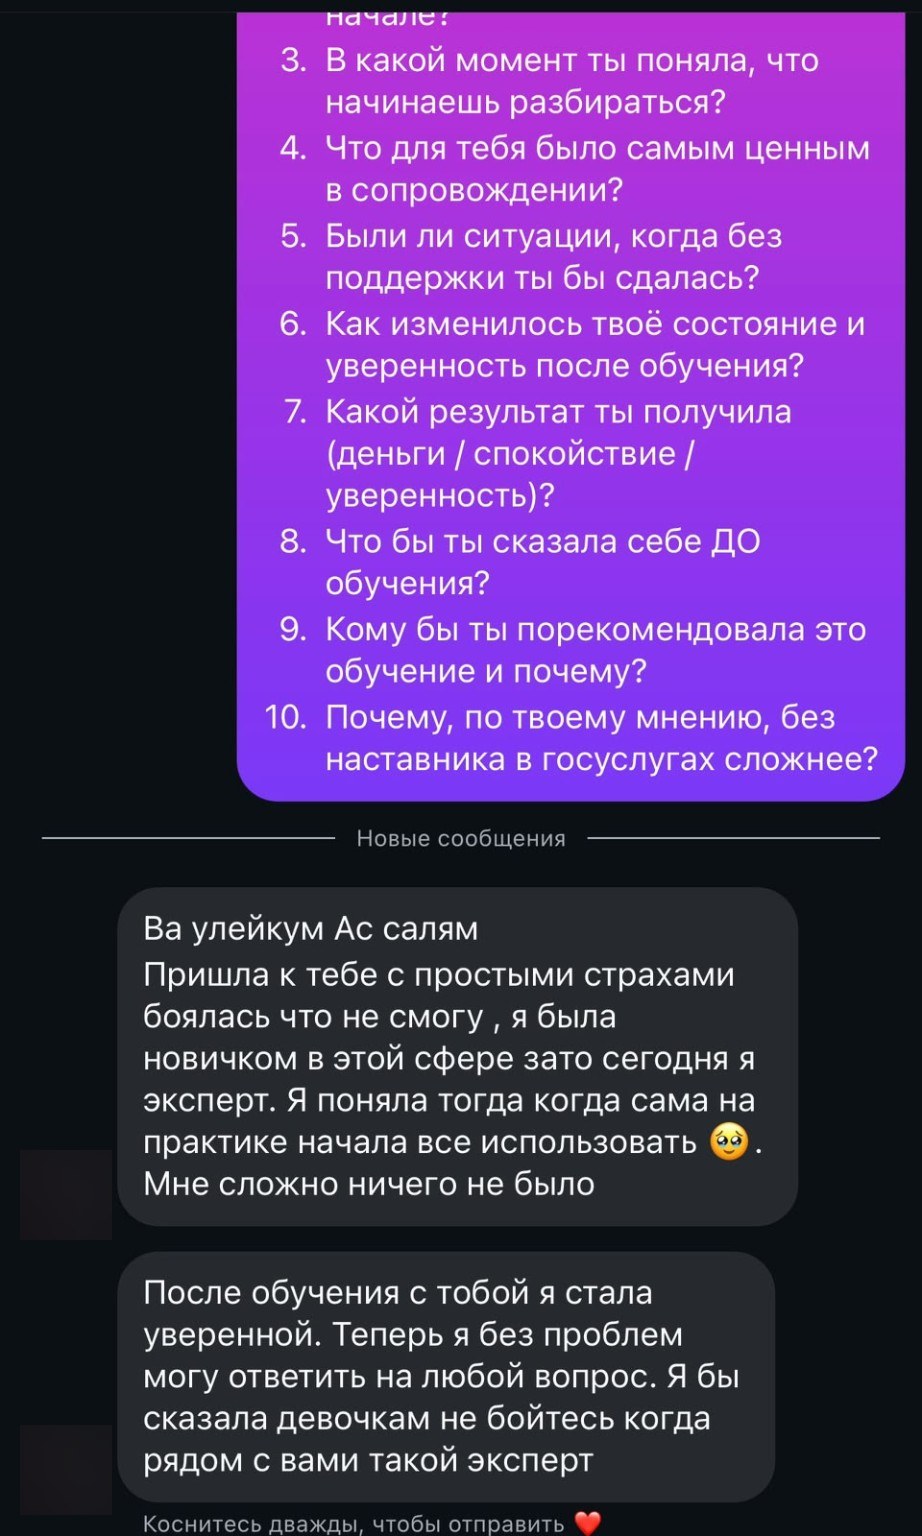 начале?
3. В какой момент ты поняла, что
начинаешь разбираться?
4. Что для тебя было самым ценным
в сопровождении?
5. Были ли ситуации, когда без
поддержки ты бы сдалась?
6. Как изменилось твоё состояние и
уверенность после обучения?
7. Какой результат ты получила
(деньги / спокойствие /
уверенность)?
8. Что бы ты сказала себе ДО
обучения?
9. Кому бы ты порекомендовала это
обучение и почему?
10. Почему, по твоему мнению, без
наставника в госуслугах сложнее?
Новые сообщения
Ва улейкум Ас салям
Пришла к тебе с простыми страхами
боялась что не смогу , я была
новичком в этой сфере зато сегодня я
эксперт. Я поняла тогда когда сама на
практике начала все использовать 🥹.
Мне сложно ничего не было
После обучения с тобой я стала
уверенной. Теперь я без проблем
могу ответить на любой вопрос. Я бы
сказала девочкам не бойтесь когда
рядом с вами такой эксперт
Коснитесь дважды, чтобы отправить ❤️